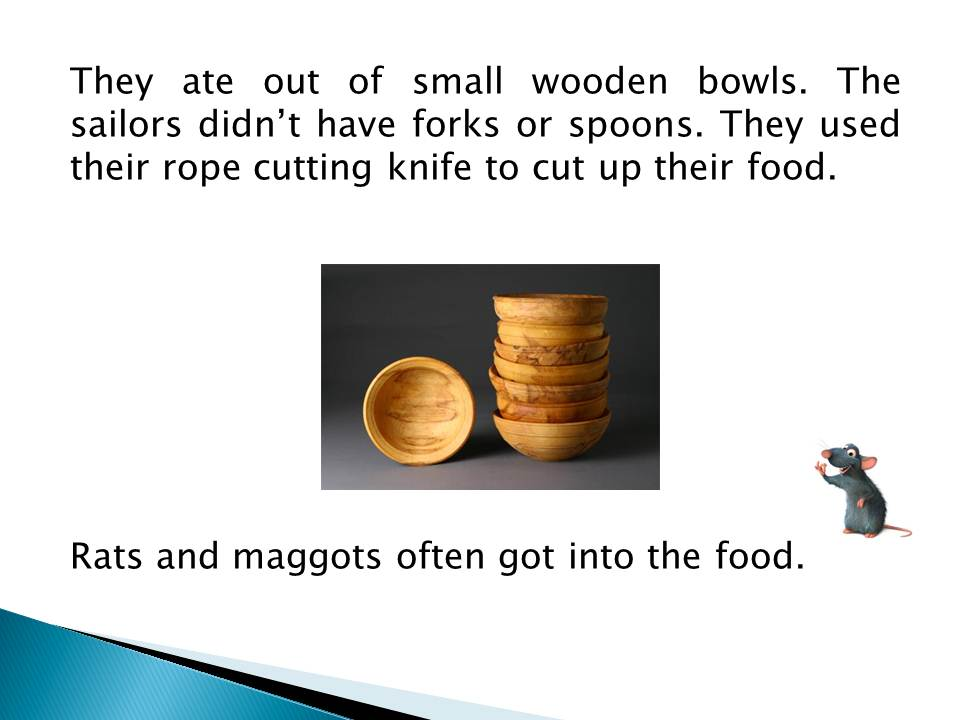 They ate out of small wooden bowls. The
sailors didn’t have forks or spoons. They used
their rope cutting knife to cut up their food.
Rats and maggots often got into the food.